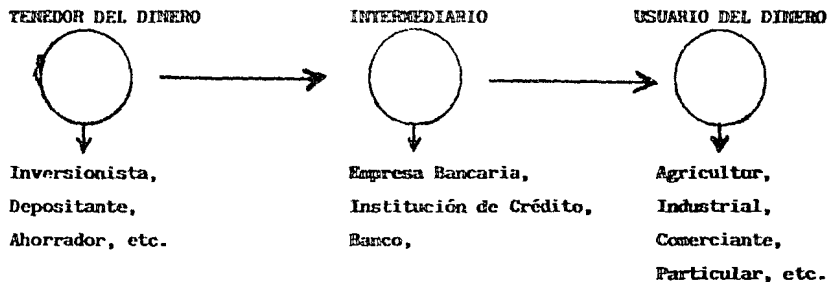 TENEDOR DEL DINERO
INTERMEDIARIO
USUARIO DEL DINERO
Inversionista,
Depositante,
Ahorrador, etc.
Empresa Bancaria,
Institución de Crédito,
Banco,
Agricultor,
Industrial,
Comerciante,
Particular, etc.